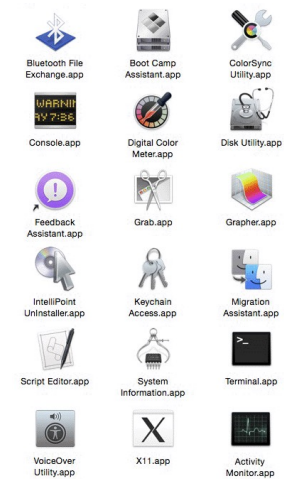 Bluetooth File
Exchange.app
Boot Camp
Assistant.app
ColorSync
Utility.app
WARNIN
AY 7:36
Console.app
Digital Color
Meter.app
Disk Utility.app
Feedback
Assistant.app
Grab.app
Grapher.app
IntelliPoint
UnInstaller.app
Keychain
Access.app
Migration
Assistant.app
Script Editor.app
System
Information.app
>_
Terminal.app
VoiceOver
Utility.app
X
X11.app
Activity
Monitor.app